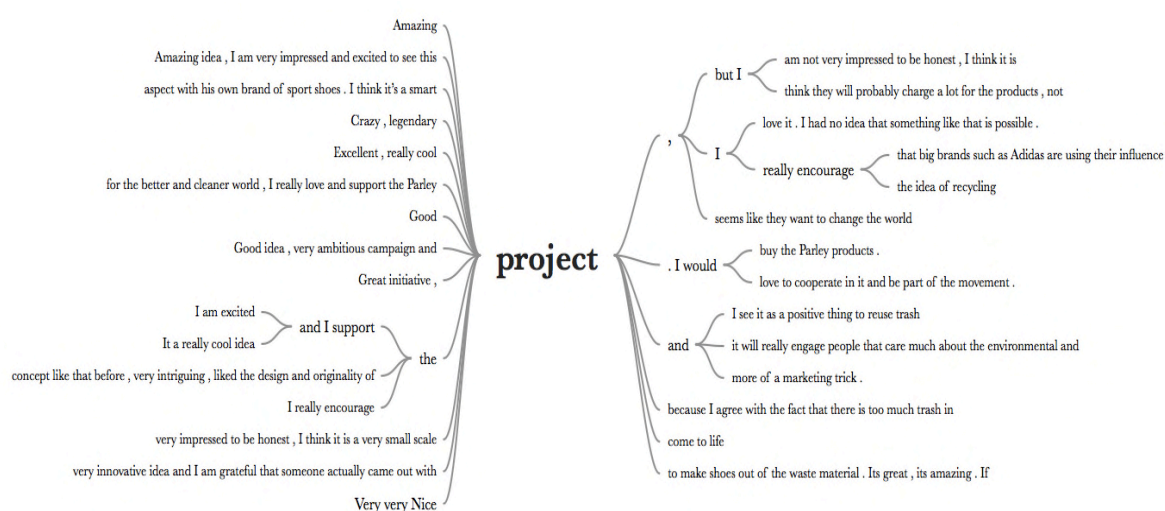 Amazing
Amazing idea , I am very impressed and excited to see this
aspect with his own brand of sport shoes . I think it's a smart
Crazy , legendary
Excellent , really cool
for the better and cleaner world , I really love and support the Parley
Good
Good idea , very ambitious campaign and
Great initiative ,
I am excited
It a really cool idea
and I support
concept like that before , very intriguing , liked the design and originality of
I really encourage
the
very impressed to be honest , I think it is a very small scale
very innovative idea and I am grateful that someone actually came out with
Very very Nice
project
,
but I
am not very impressed to be honest , I think it is
think they will probably charge a lot for the products , not
I
love it . I had no idea that something like that is possible .
really encourage
that big brands such as Adidas are using their influence
the idea of recycling
seems like they want to change the world
. I would
buy the Parley products .
love to cooperate in it and be part of the movement .
and
I see it as a positive thing to reuse trash
it will really engage people that care much about the environmental and
more of a marketing trick .
because I agree with the fact that there is too much trash in
come to life
to make shoes out of the waste material . Its great , its amazing . If